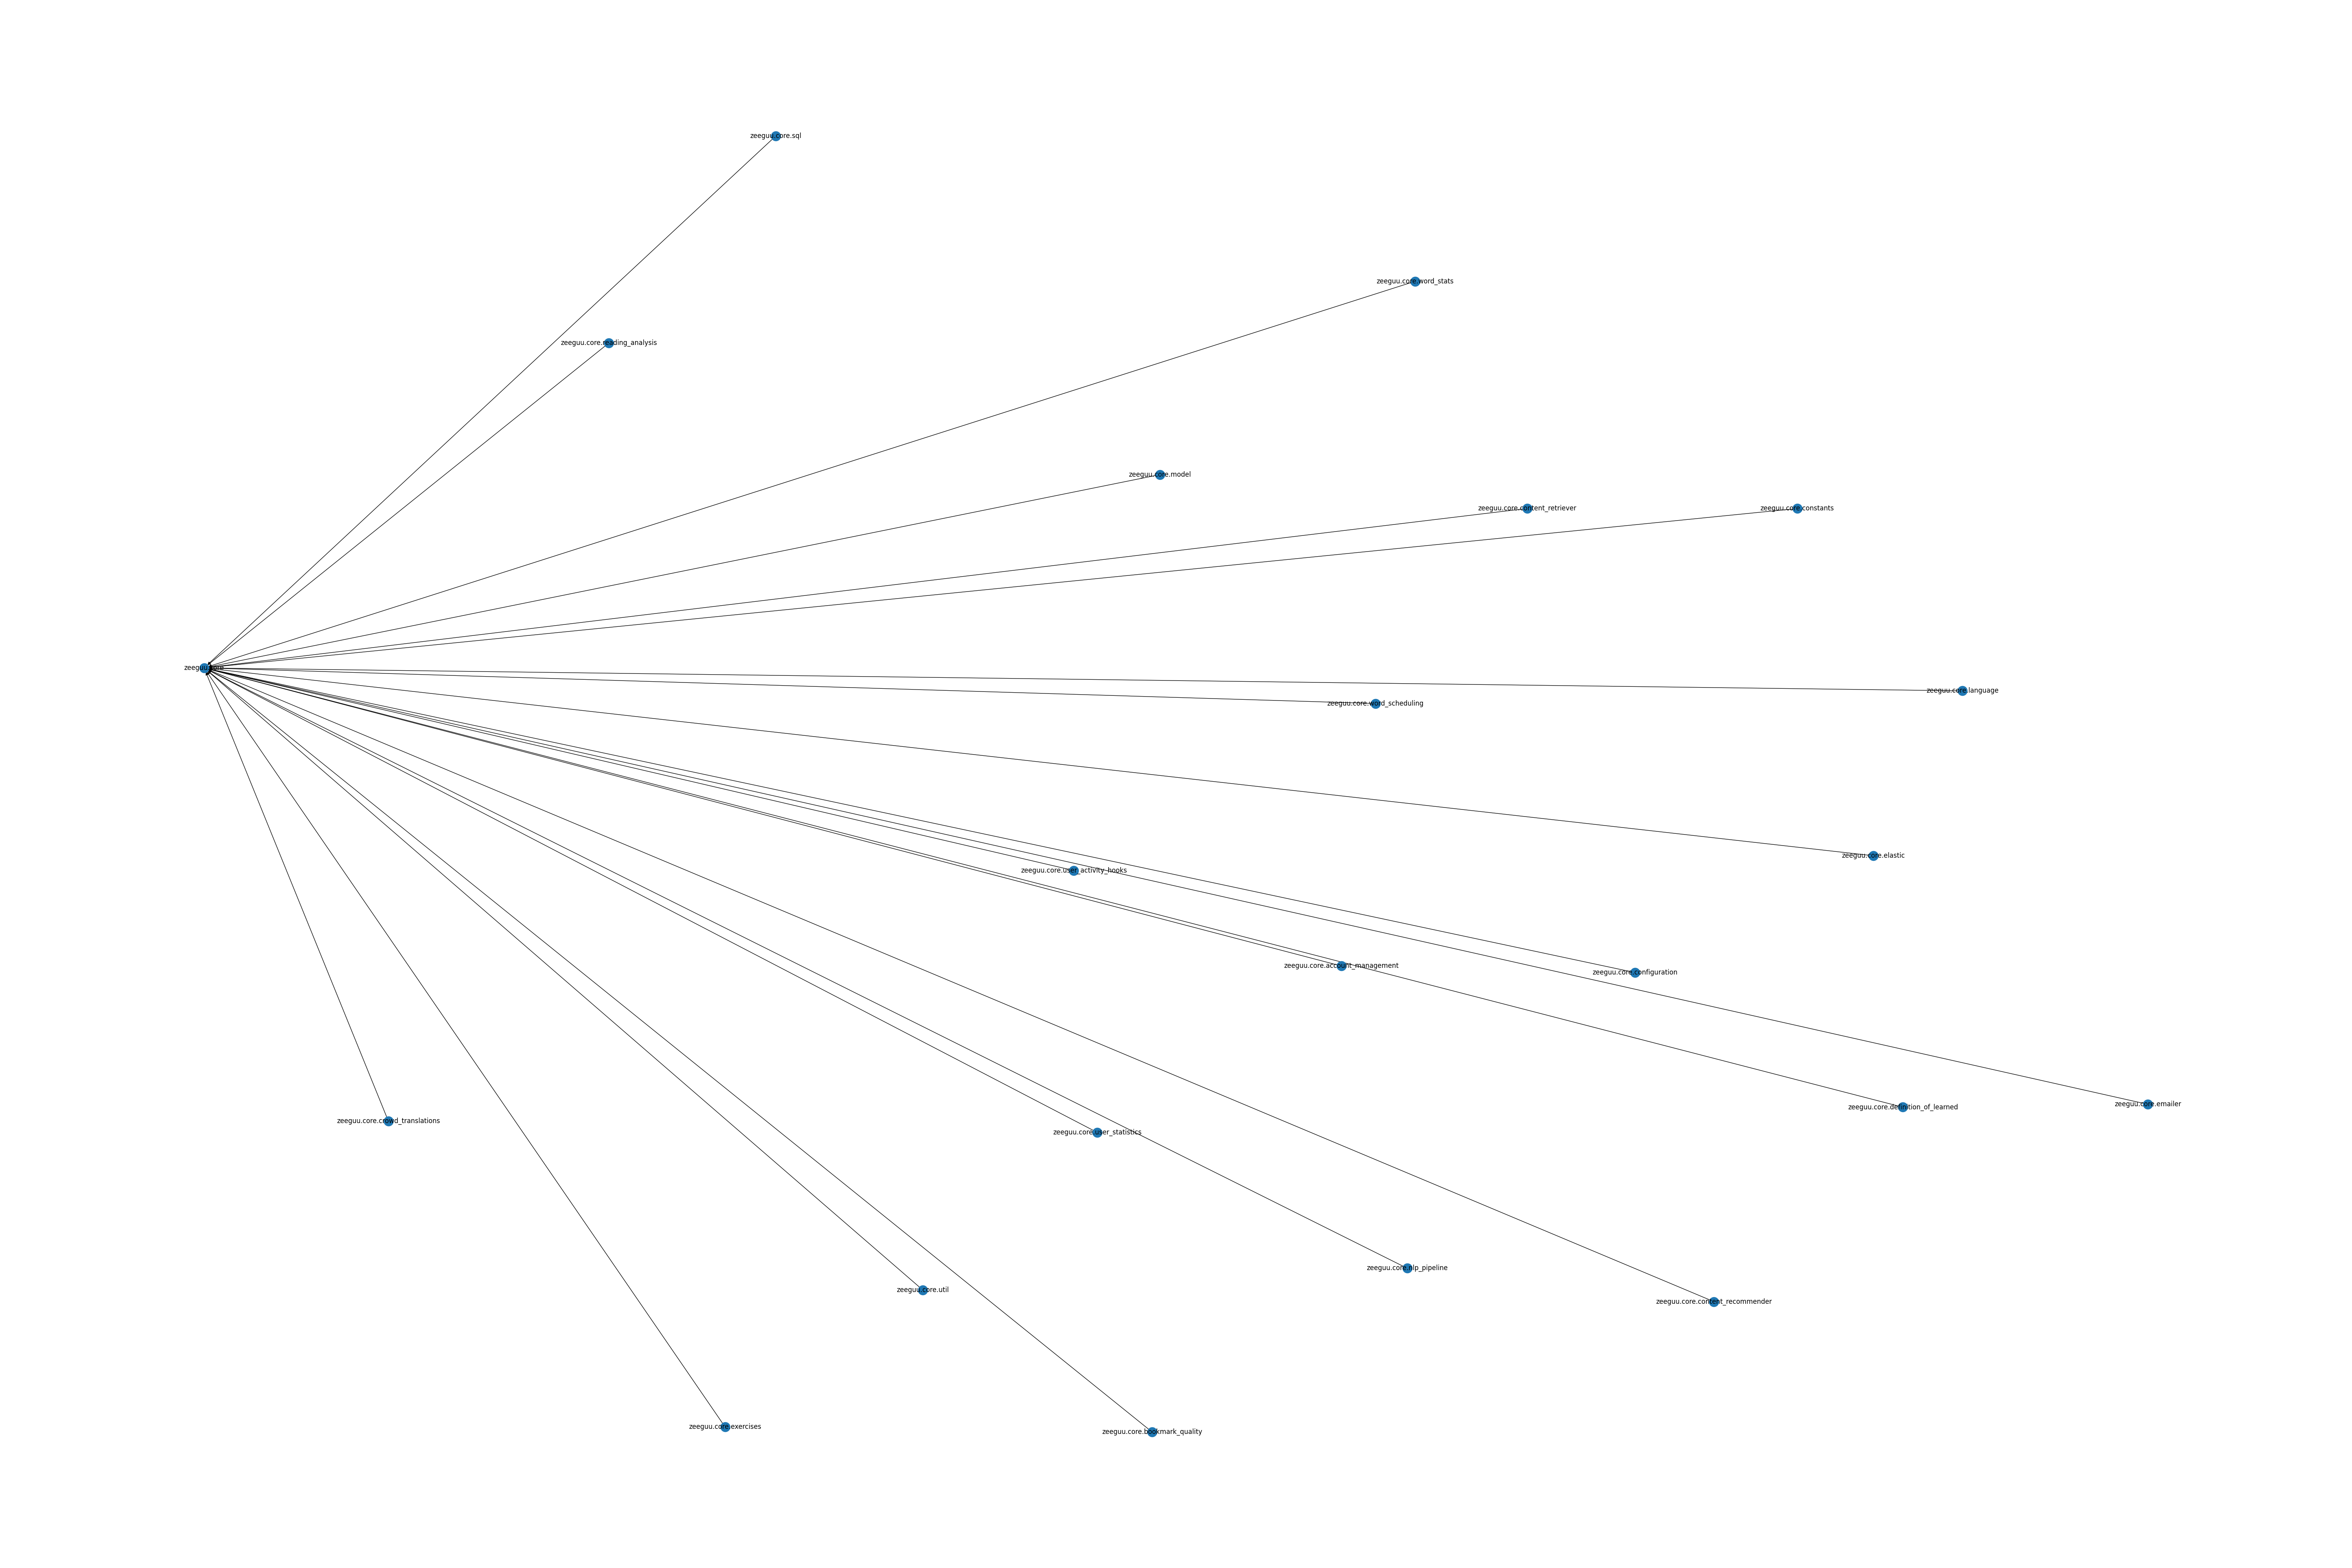 zeeguu.core.sql
zeeguu.core.word_stats
zeeguu.core.reading_analysis
zeeguu.core.model
zeeguu.core.content_retriever
zeeguu.core.constants
zeeguu.core
zeeguu.core.language
zeeguu.core.word_scheduling
zeeguu.core.elastic
zeeguu.core.user_activity_hooks
zeeguu.core.account_management
zeeguu.core.configuration
zeeguu.core.emailer
zeeguu.core.definition_of_learned
zeeguu.core.crowd_translations
zeeguu.core.user_statistics
zeeguu.core.nlp_pipeline
zeeguu.core.util
zeeguu.core.content_recommender
zeeguu.core.exercises
zeeguu.core.bookmark_quality